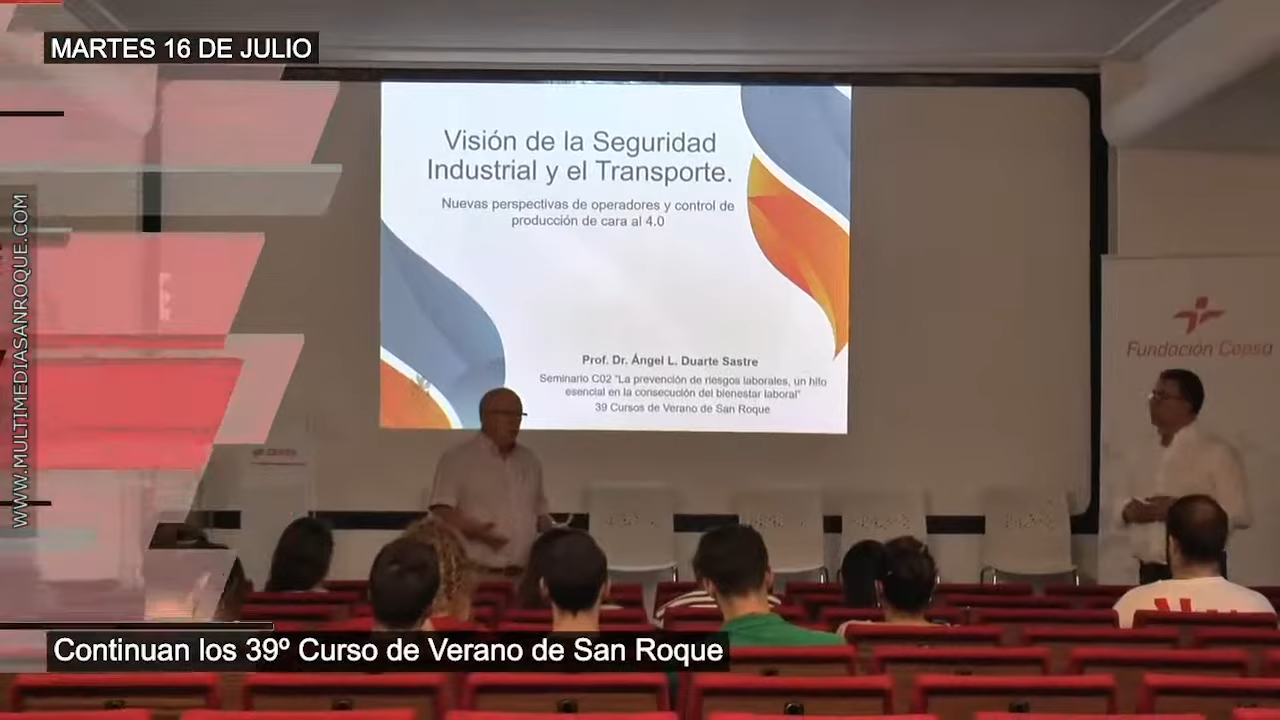 MARTES 16 DE JULIO
Visión de la Seguridad
Industrial y el Transporte.
Nuevas perspectivas de operadores y control de
producción de cara al 4.0
Prof. Dr. Ángel L. Duarte Sastre
Seminario C02 "La prevención de riesgos laborales, un hilo
esencial en la consecución del bienestar laboral"
39 Cursos de Verano de San Roque
Fundación Cepsa
WWW.MULTIMEDIASANROQUE.COM
Continuan los 39º Curso de Verano de San Roque